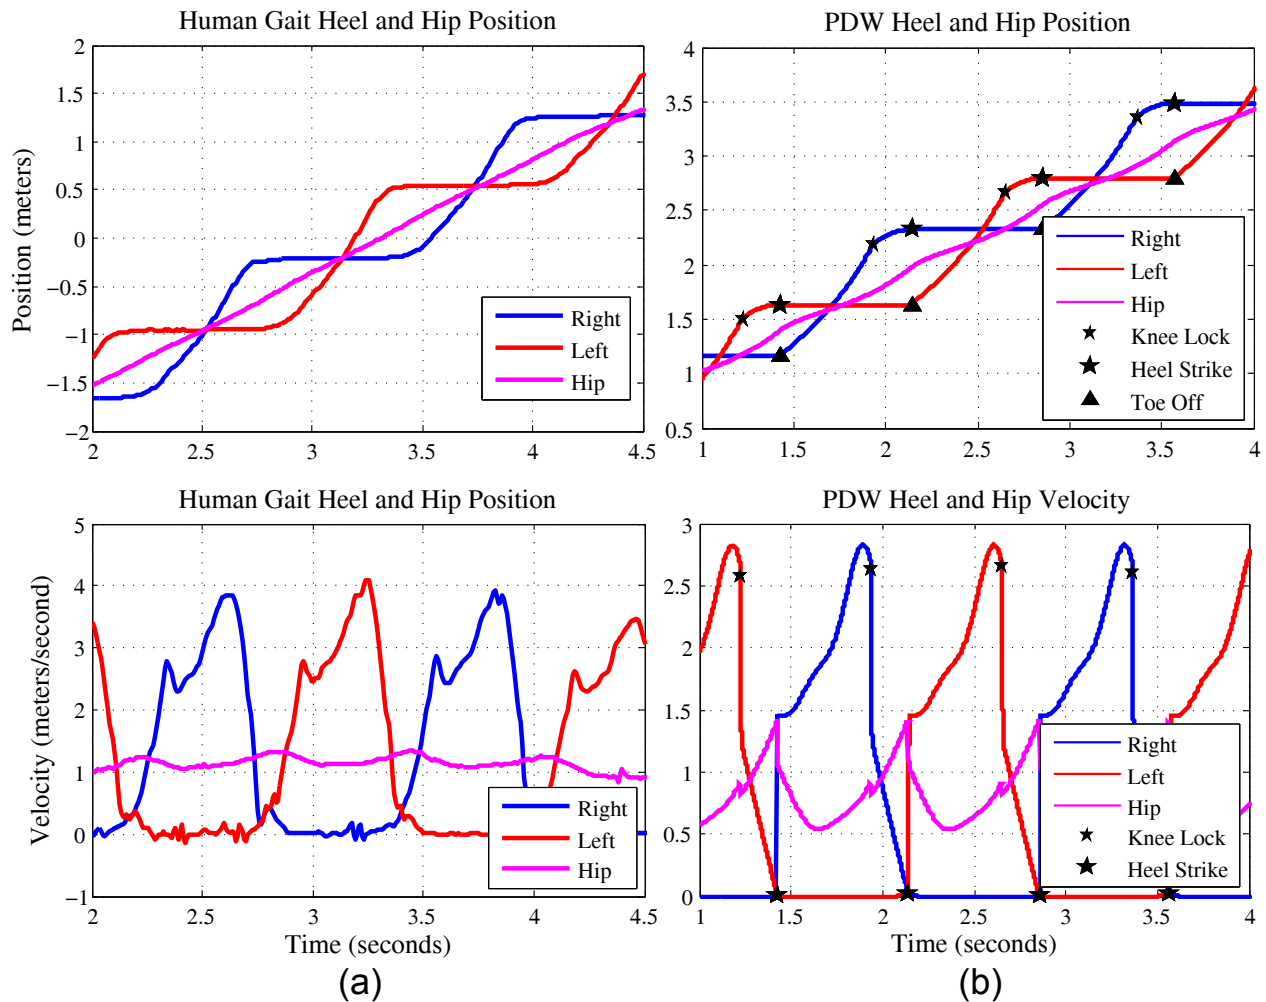 Human Gait Heel and Hip Position
Position (meters)
2
1.5
1
0.5
0
−0.5
−1
−1.5
−2
2
2.5
3
3.5
4
4.5
Right
Left
Hip
PDW Heel and Hip Position
4
3.5
3
2.5
2
1.5
1
0.5
1
1.5
2
2.5
3
3.5
4
Right
Left
Hip
Knee Lock
Heel Strike
Toe Off
Human Gait Heel and Hip Position
Velocity (meters/second)
5
4
3
2
1
0
−1
2
2.5
3
3.5
4
4.5
Time (seconds)
Right
Left
Hip
(a)
PDW Heel and Hip Velocity
3
2.5
2
1.5
1
0.5
0
1
1.5
2
2.5
3
3.5
4
Time (seconds)
Right
Left
Hip
Knee Lock
Heel Strike
(b)